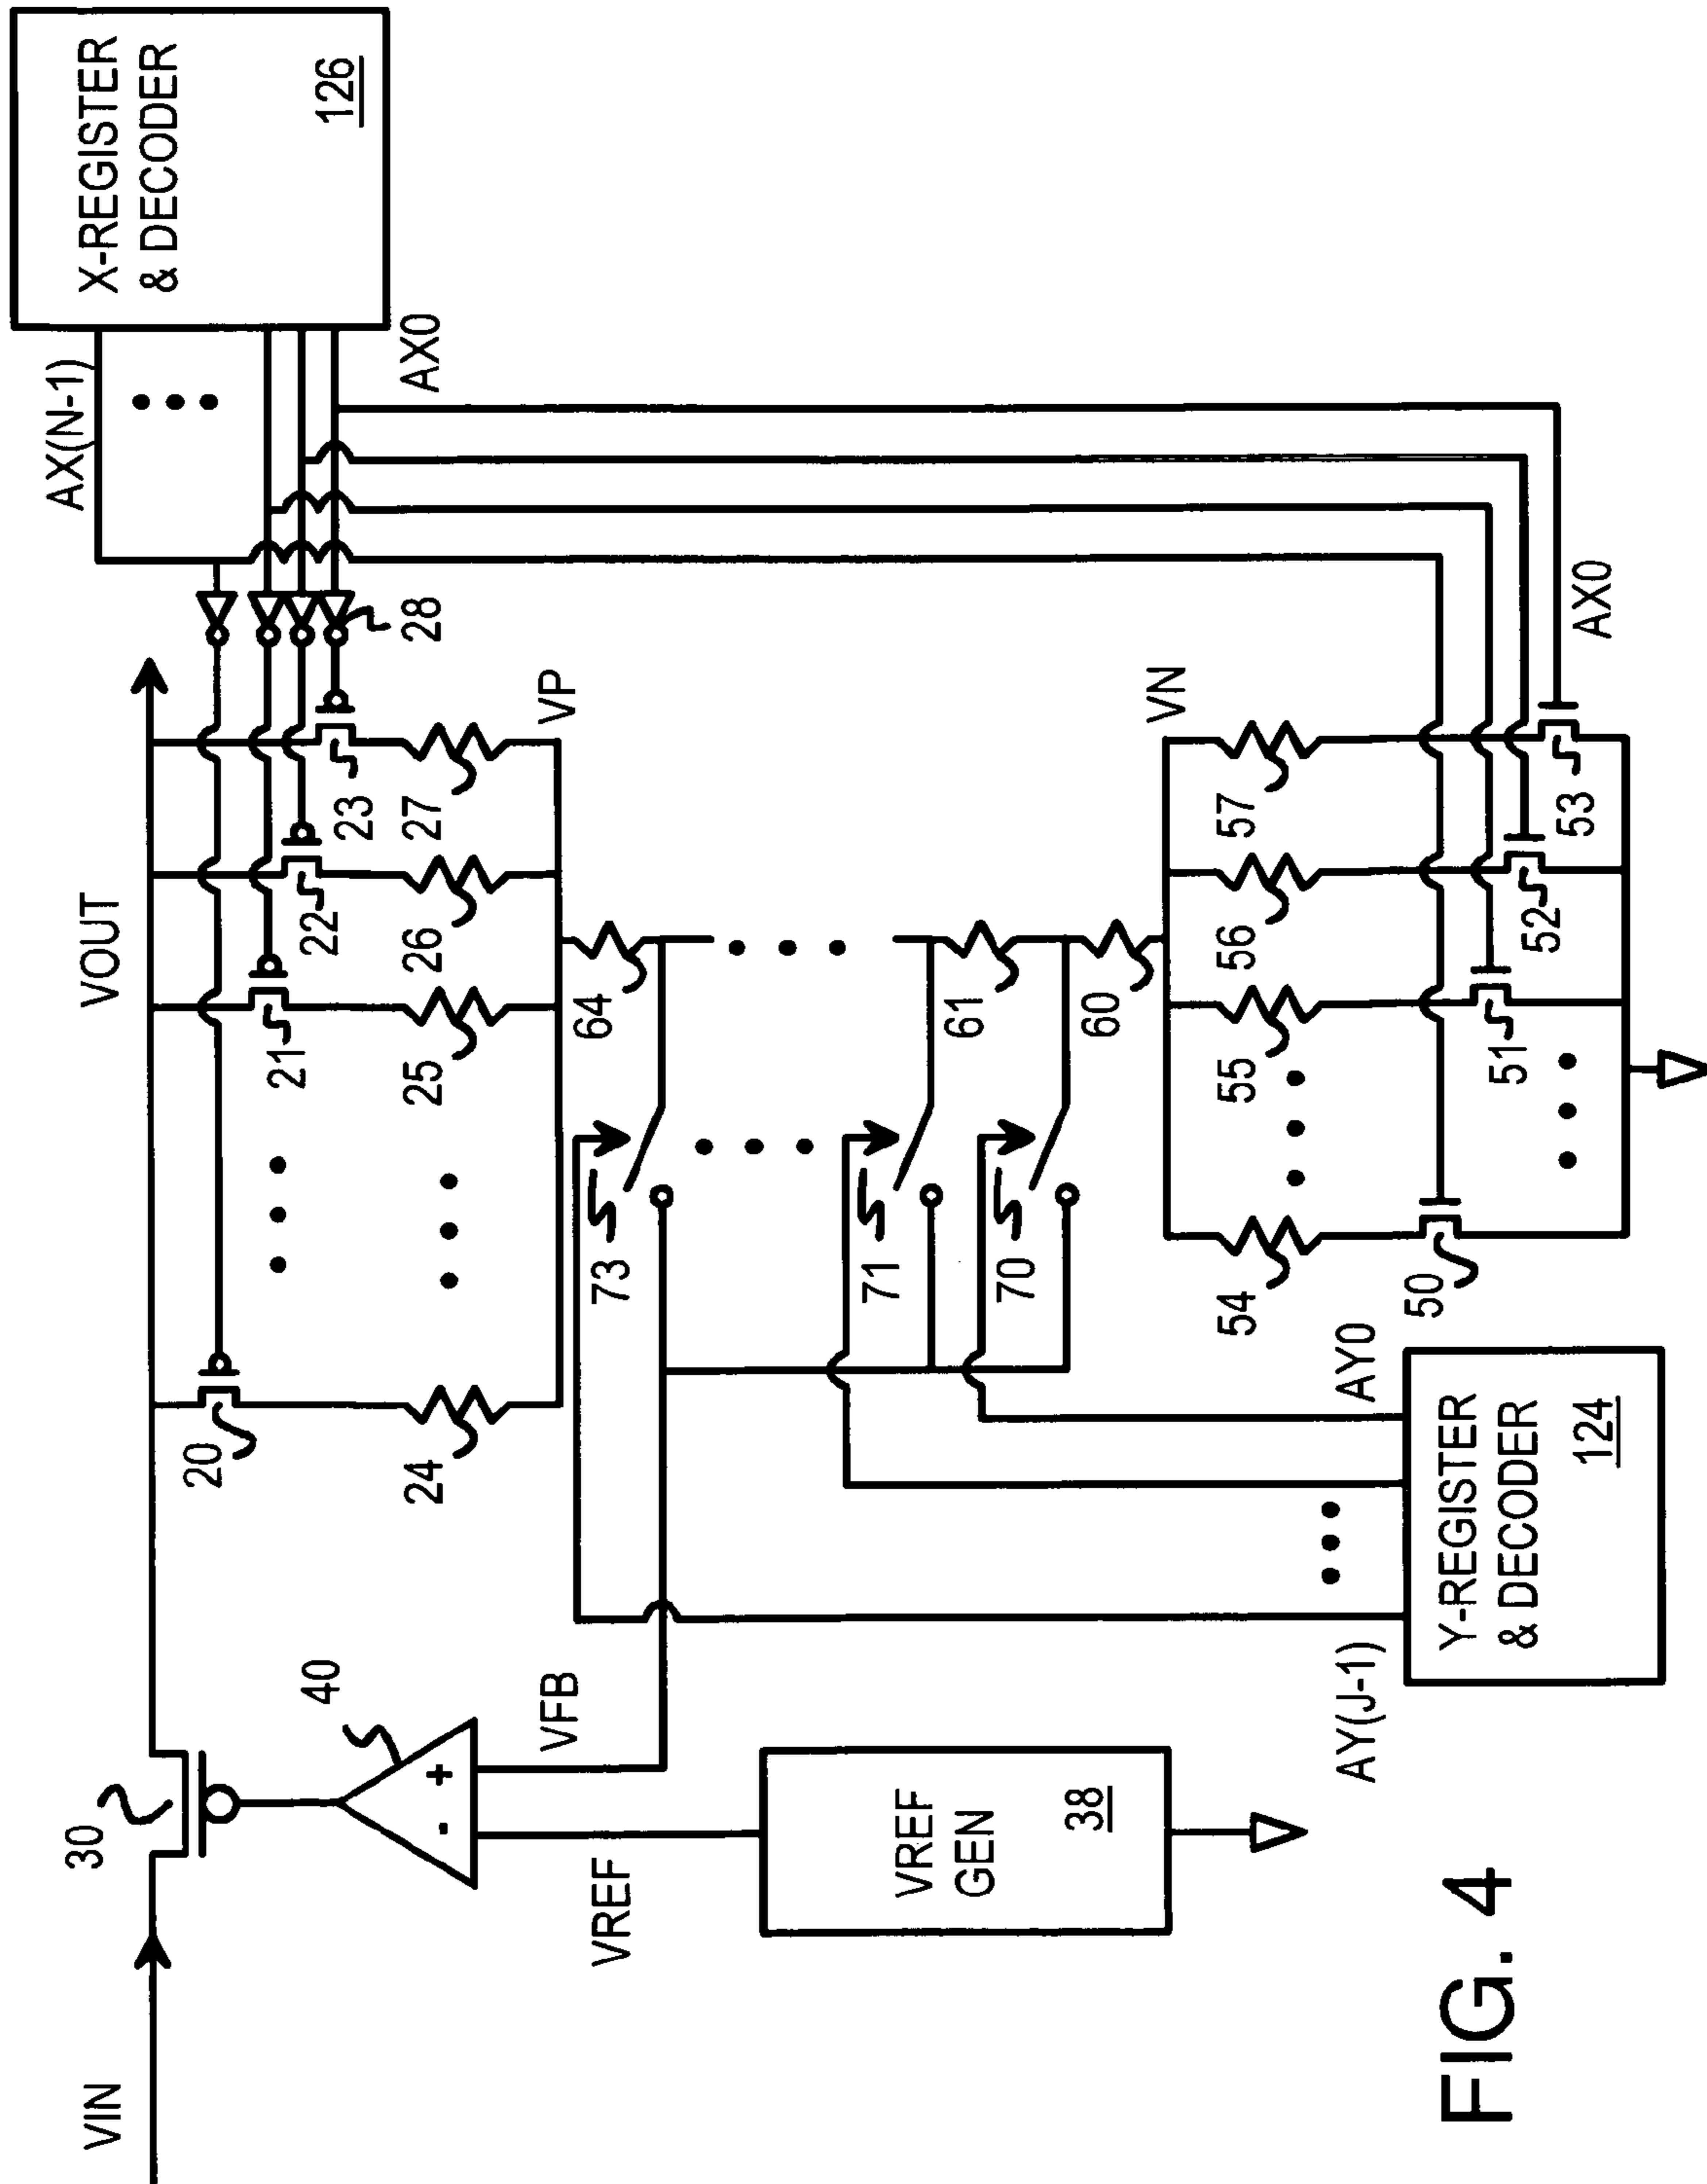 VIN
30
VOUT
AX(N-1)
X-REGISTER
& DECODER
126
AX0
20
21
22
23
28
24
25
26
27
VP
40
-
+
VREF
VFB
73
64
71
61
70
60
VN
VREF
GEN
38
54
55
56
57
50
51
52
53
AX0
AY(J-1)
AY0
Y-REGISTER
& DECODER
124
FIG. 4